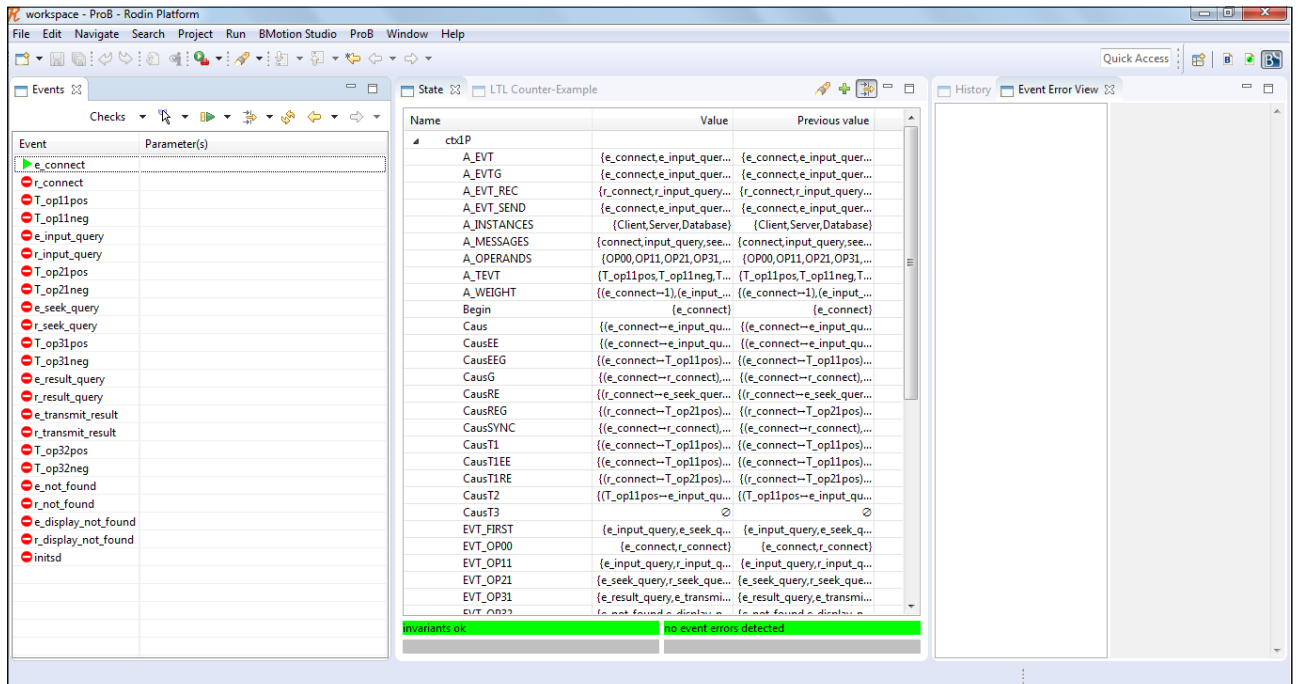 workspace - ProB - Rodin Platform
File Edit Navigate Search Project Run BMotion Studio ProB Window Help
Quick Access
Events
Checks
Event Parameter(s)
e_connect
r_connect
T_op11pos
T_op11neg
e_input_query
r_input_query
T_op21pos
T_op21neg
e_seek_query
r_seek_query
T_op31pos
T_op31neg
e_result_query
r_result_query
e_transmit_result
r_transmit_result
T_op32pos
T_op32neg
e_not_found
r_not_found
e_display_not_found
r_display_not_found
initsd
State LTL Counter-Example
Name Value Previous value
ctx1P
A_EVT {e_connect,e_input_quer... {e_connect,e_input_quer...
A_EVTG {e_connect,e_input_quer... {e_connect,e_input_quer...
A_EVT_REC {r_connect,r_input_query... {r_connect,r_input_query...
A_EVT_SEND {e_connect,e_input_quer... {e_connect,e_input_quer...
A_INSTANCES {Client,Server,Database} {Client,Server,Database}
A_MESSAGES {connect,input_query,see... {connect,input_query,see...
A_OPERANDS {OP00,OP11,OP21,OP31,... {OP00,OP11,OP21,OP31,...
A_TEVT {T_op11pos,T_op11neg,T... {T_op11pos,T_op11neg,T...
A_WEIGHT {(e_connect↦1),(e_input_... {(e_connect↦1),(e_input_...
Begin {e_connect} {e_connect}
Caus {(e_connect↦e_input_qu... {(e_connect↦e_input_qu...
CausEE {(e_connect↦e_input_qu... {(e_connect↦e_input_qu...
CausEEG {(e_connect↦T_op11pos)... {(e_connect↦T_op11pos)...
CausG {(e_connect↦r_connect),... {(e_connect↦r_connect),...
CausRE {(r_connect↦e_seek_quer... {(r_connect↦e_seek_quer...
CausREG {(r_connect↦T_op21pos)... {(r_connect↦T_op21pos)...
CausSYNC {(e_connect↦r_connect),... {(e_connect↦r_connect),...
CausT1 {(e_connect↦T_op11pos)... {(e_connect↦T_op11pos)...
CausT1EE {(e_connect↦T_op11pos)... {(e_connect↦T_op11pos)...
CausT1RE {(r_connect↦T_op21pos)... {(r_connect↦T_op21pos)...
CausT2 {(T_op11pos↦e_input_qu... {(T_op11pos↦e_input_qu...
CausT3 ∅ ∅
EVT_FIRST {e_input_query,e_seek_q... {e_input_query,e_seek_q...
EVT_OP00 {e_connect,r_connect} {e_connect,r_connect}
EVT_OP11 {e_input_query,r_input_q... {e_input_query,r_input_q...
EVT_OP21 {e_seek_query,r_seek_que... {e_seek_query,r_seek_que...
EVT_OP31 {e_result_query,e_transmi... {e_result_query,e_transmi...
EVT_OP32 {e_not_found,e_display_n... {e_not_found,e_display_n...
invariants ok no event errors detected
History Event Error View